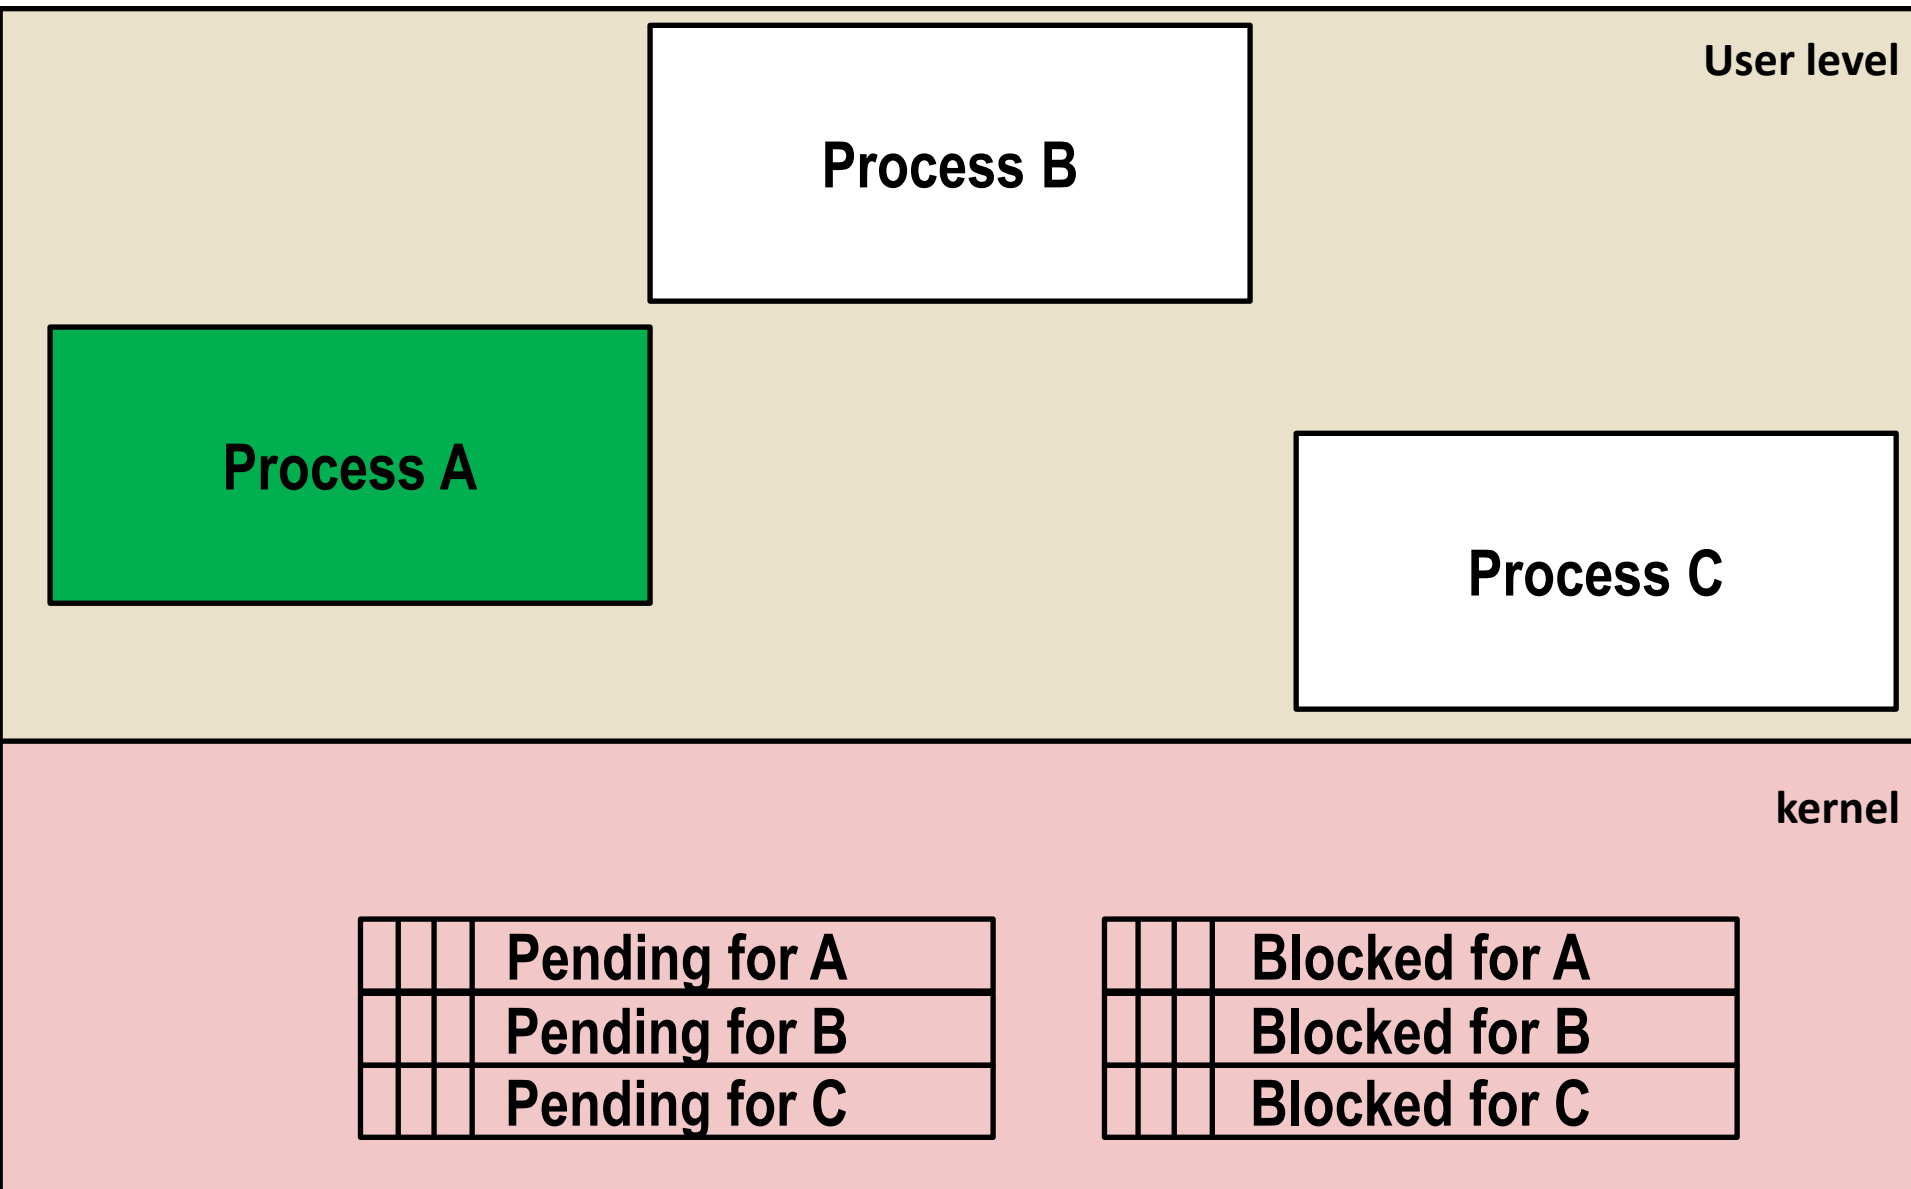 User level
Process B
Process A
Process C
kernel
Pending for A
Blocked for A
Pending for B
Blocked for B
Pending for C
Blocked for C